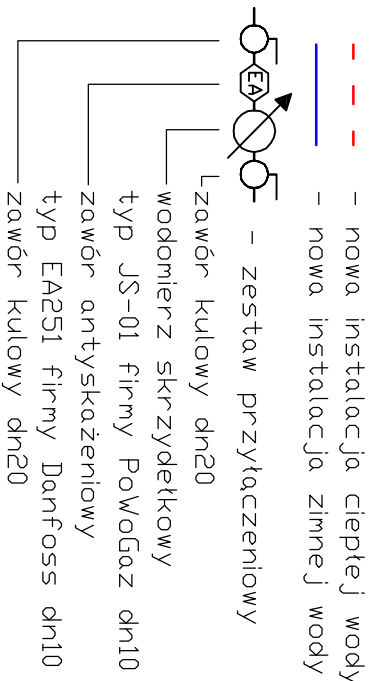 - nowa instalacja ciepłej wody
- nowa instalacja zimnej wody
- zestaw przyłączeniowy
EA
zawór kulowy dn20
wodomierz skrzydełkowy
typ JS-01 firmy PoWoGaz dn10
zawór antyskażeniowy
typ EA251 firmy Danfoss dn10
zawór kulowy dn20